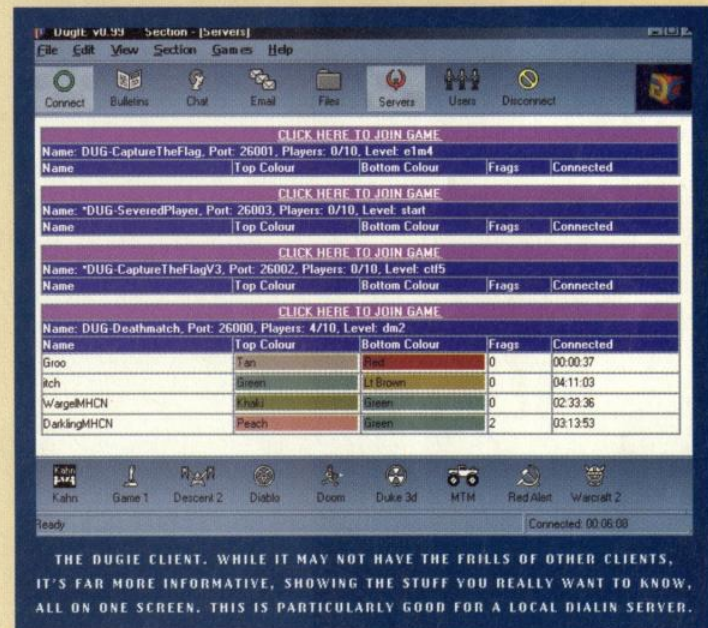 DugIE v0.99 Section - [Servers]
File Edit View Section Games Help
Connect Bulletins Chat Email Files Servers Users Disconnect
CLICK HERE TO JOIN GAME
Name: DUG-CaptureTheFlag, Port: 26001, Players: 0/10, Level: e1m4
Name Top Colour Bottom Colour Frags Connected
CLICK HERE TO JOIN GAME
Name: *DUG-SeveredPlayer, Port: 26003, Players: 0/10, Level: start
Name Top Colour Bottom Colour Frags Connected
CLICK HERE TO JOIN GAME
Name: *DUG-CaptureTheFlagV3, Port: 26002, Players: 0/10, Level: ctf5
Name Top Colour Bottom Colour Frags Connected
CLICK HERE TO JOIN GAME
Name: DUG-Deathmatch, Port: 26000, Players: 4/10, Level: dm2
Name Top Colour Bottom Colour Frags Connected
Groo Tan Red 0 00:00:37
itch Green Lt Brown 0 04:11:03
WargelMHCN Khaki Green 0 02:33:36
DarklingMHCN Peach Green 2 03:13:53
Kahn
Kahn Game 1 Descent 2 Diablo Doom Duke 3d MTM Red Alert Warcraft 2
Ready Connected: 00:06:08
THE DUGIE CLIENT. WHILE IT MAY NOT HAVE THE FRILLS OF OTHER CLIENTS,
IT'S FAR MORE INFORMATIVE, SHOWING THE STUFF YOU REALLY WANT TO KNOW,
ALL ON ONE SCREEN. THIS IS PARTICULARLY GOOD FOR A LOCAL DIALIN SERVER.